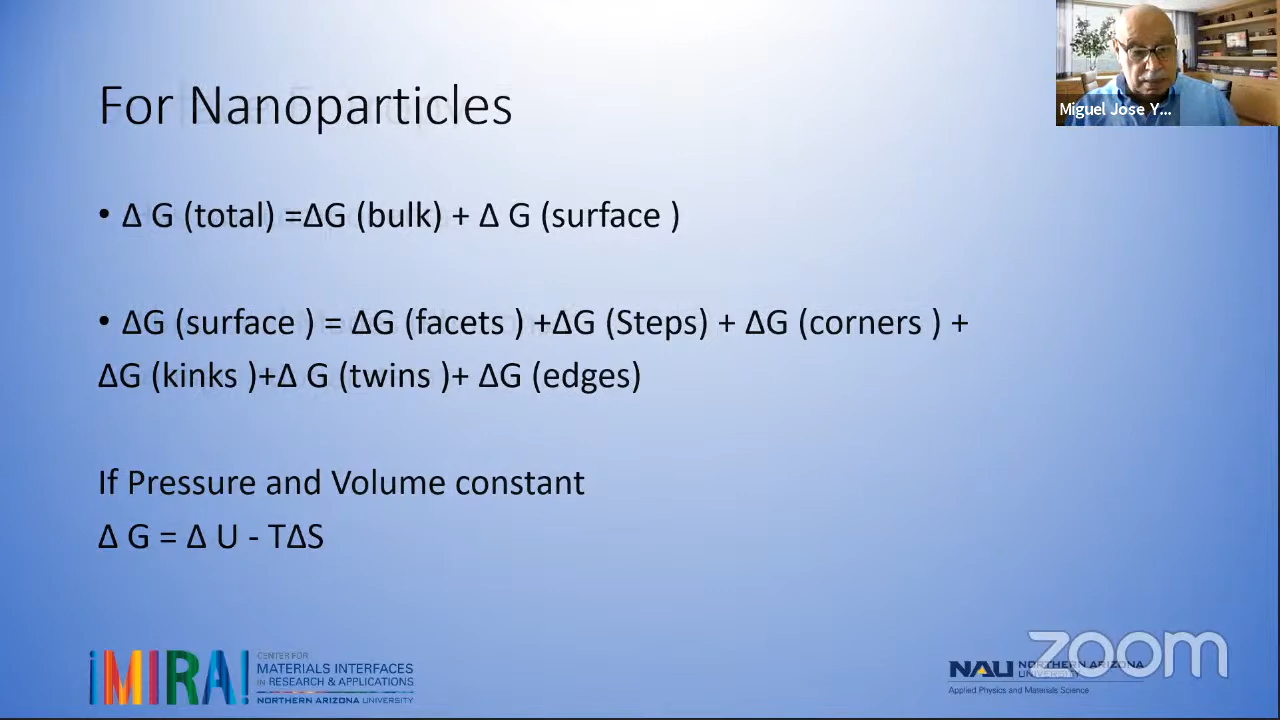 For Nanoparticles
Miguel Jose Y...
• Δ G (total) =ΔG (bulk) + Δ G (surface )
• ΔG (surface ) = ΔG (facets ) +ΔG (Steps) + ΔG (corners ) +
ΔG (kinks )+Δ G (twins )+ ΔG (edges)
If Pressure and Volume constant
Δ G = Δ U - TΔS
¡MIRA!
CENTER FOR
MATERIALS INTERFACES
IN RESEARCH & APPLICATIONS
NORTHERN ARIZONA UNIVERSITY
NAU NORTHERN ARIZONA
UNIVERSITY
Applied Physics and Materials Science
zoom